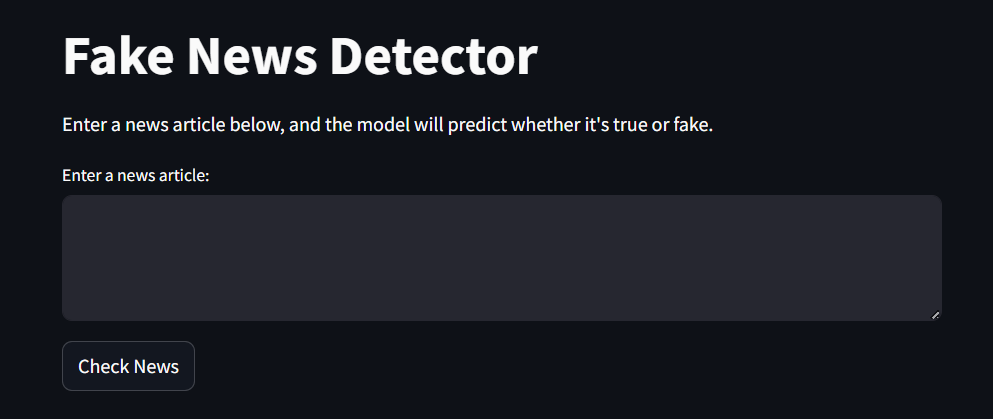 Fake News Detector
Enter a news article below, and the model will predict whether it's true or fake.
Enter a news article:
Check News